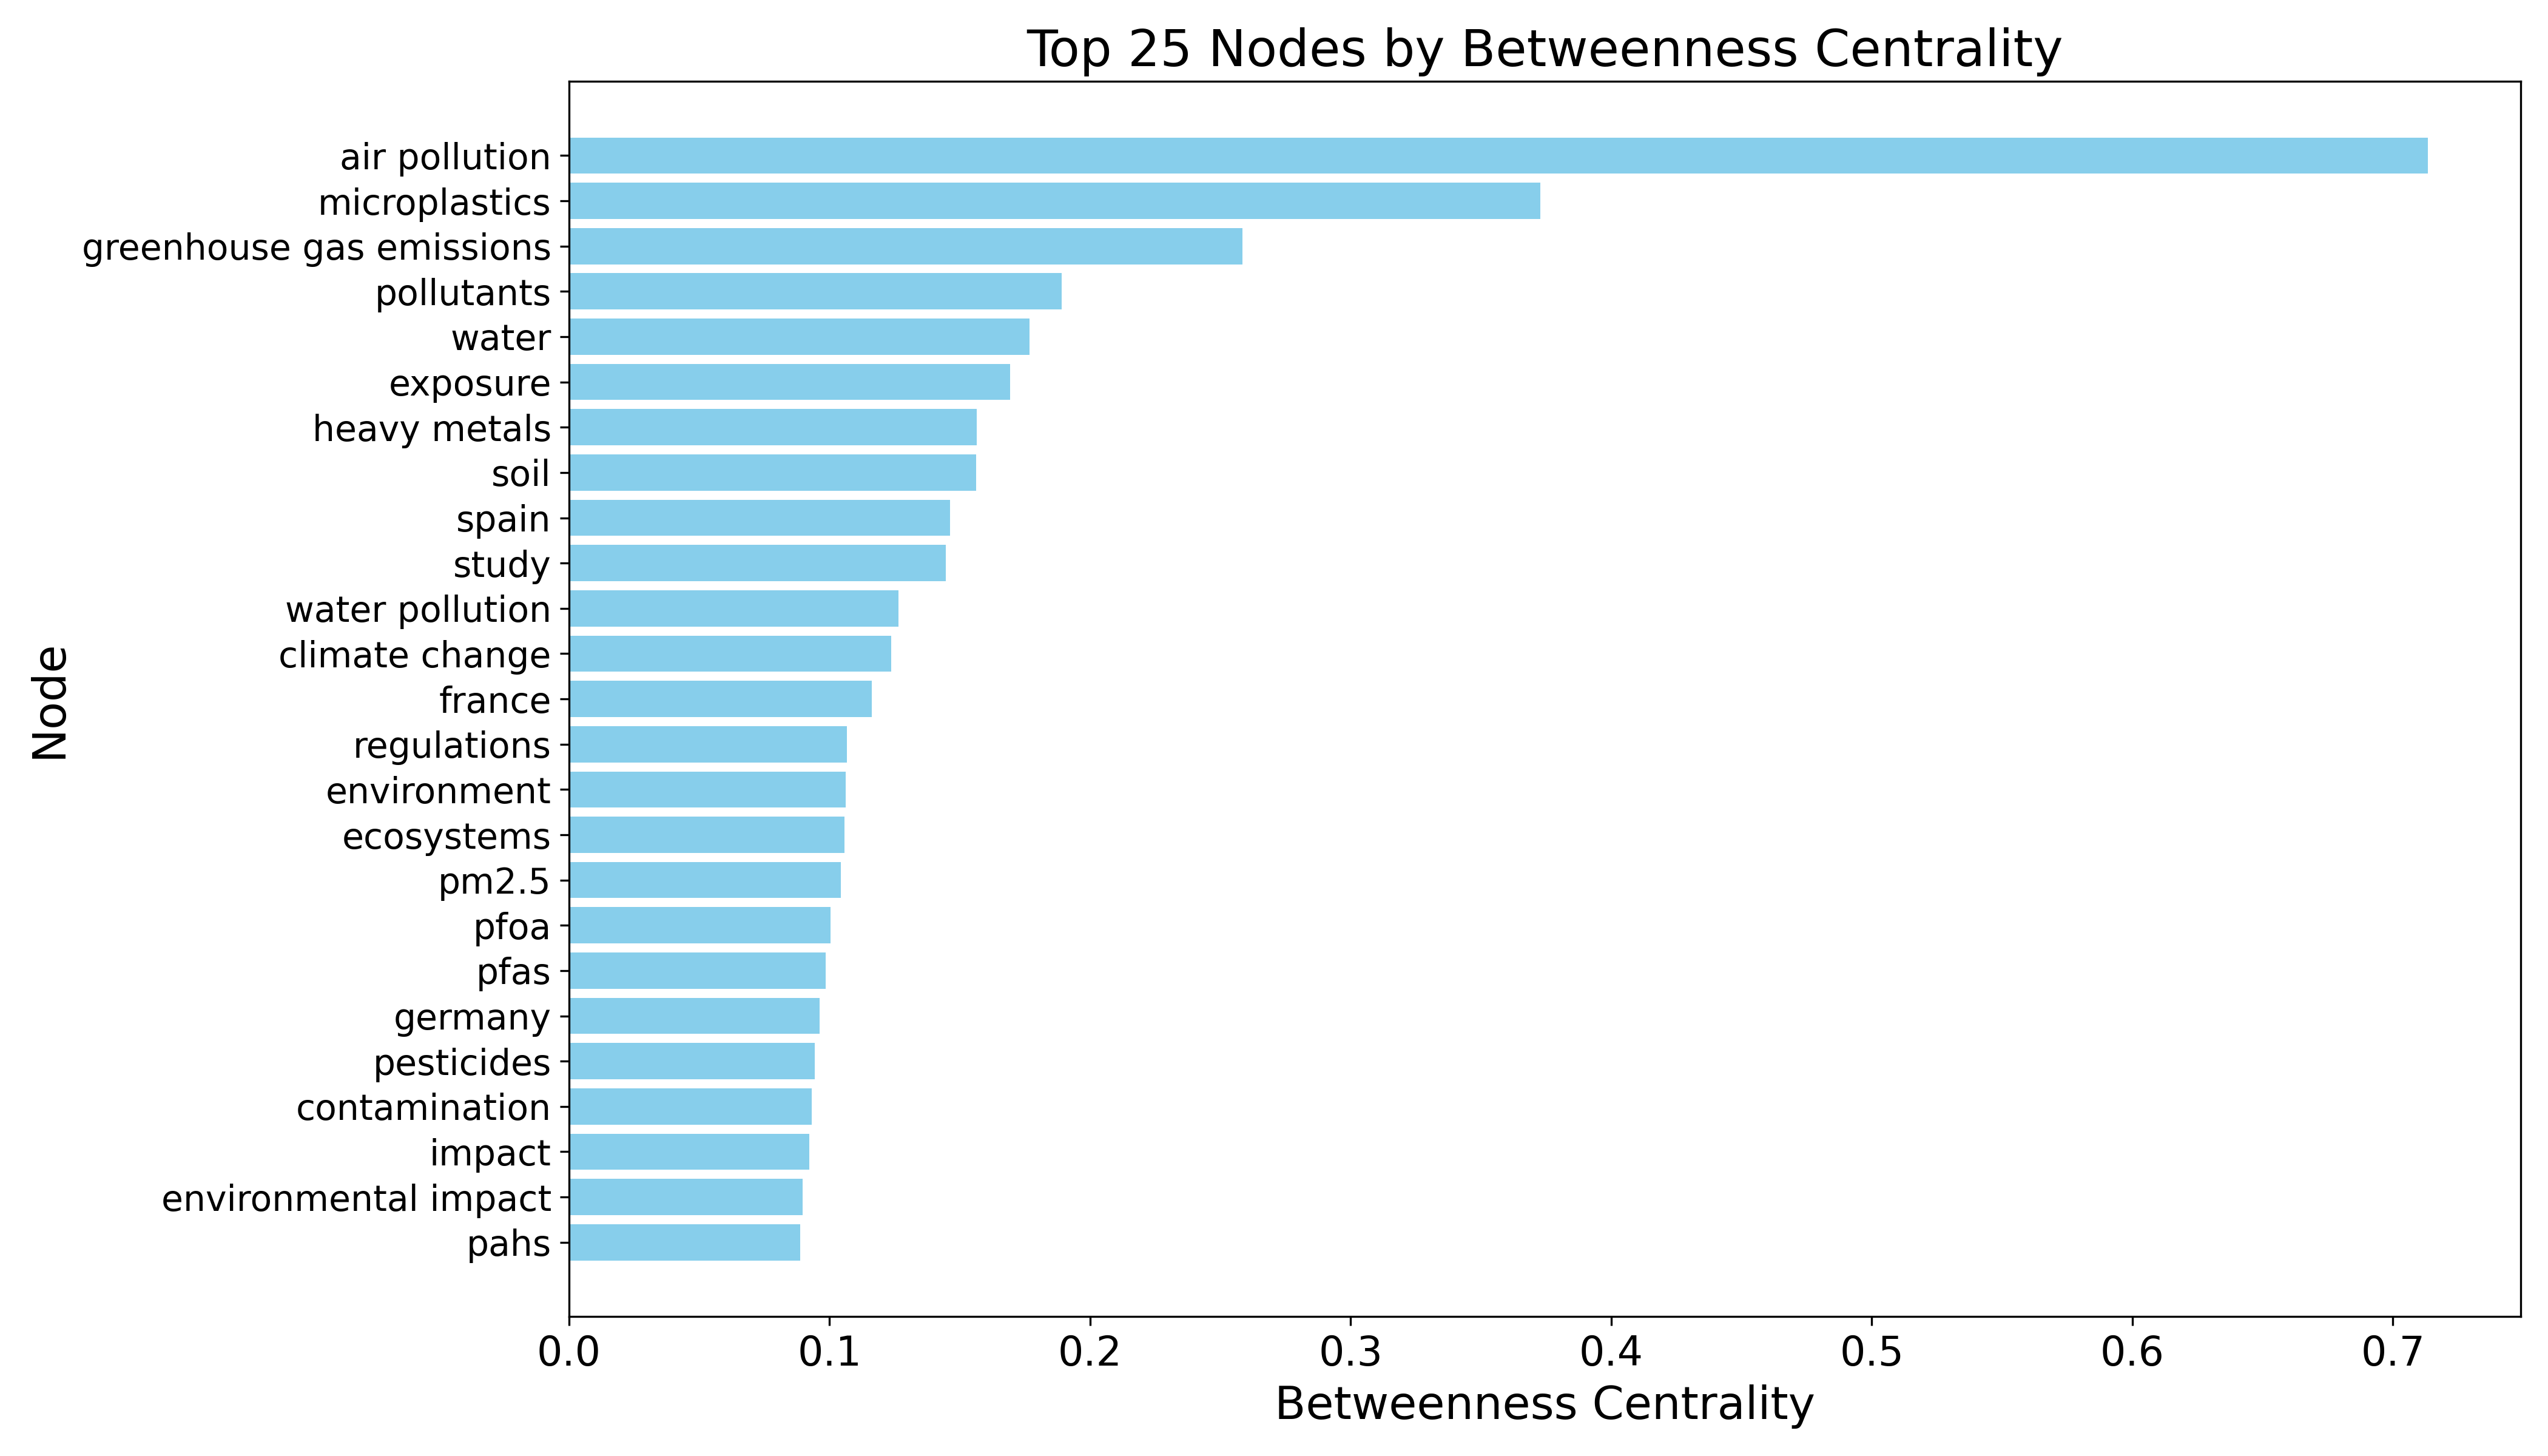 Top 25 Nodes by Betweenness Centrality
air pollution
microplastics
greenhouse gas emissions
pollutants
water
exposure
heavy metals
soil
spain
study
water pollution
climate change
france
regulations
environment
ecosystems
pm2.5
pfoa
pfas
germany
pesticides
contamination
impact
environmental impact
pahs
Node
0.0 0.1 0.2 0.3 0.4 0.5 0.6 0.7
Betweenness Centrality